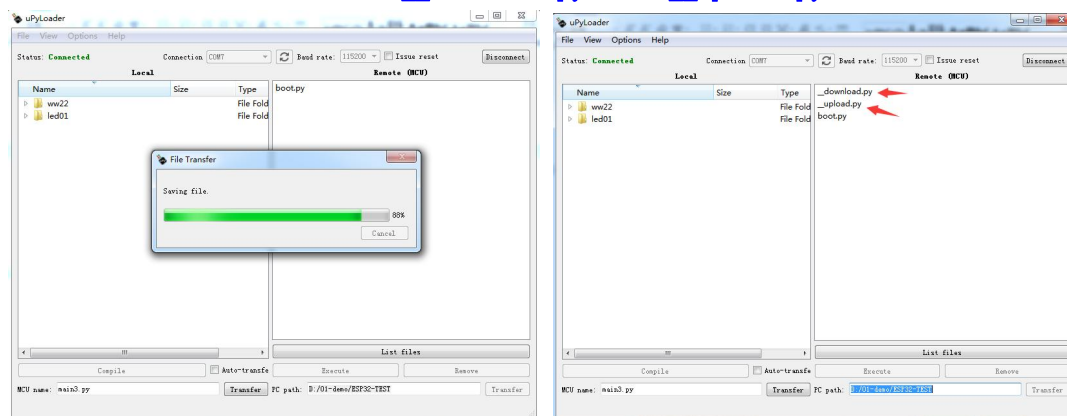 uPyLoader
File View Options Help
Status: Connected Connection COM7 Baud rate: 115200 Issue reset Disconnect
Local Remote (MCU)
Name Size Type
ww22 File Fold
led01 File Fold
boot.py
File Transfer
Saving file.
88%
Cancel
List files
Compile Auto-transfe Execute Remove
MCU name: main3.py Transfer PC path: D:/01-demo/ESP32-TEST Transfer
uPyLoader
File View Options Help
Status: Connected Connection COM7 Baud rate: 115200 Issue reset Disconnect
Local Remote (MCU)
Name Size Type
ww22 File Fold
led01 File Fold
__download.py
__upload.py
boot.py
List files
Compile Auto-transfe Execute Remove
MCU name: main3.py Transfer PC path: D:/01-demo/ESP32-TEST Transfer